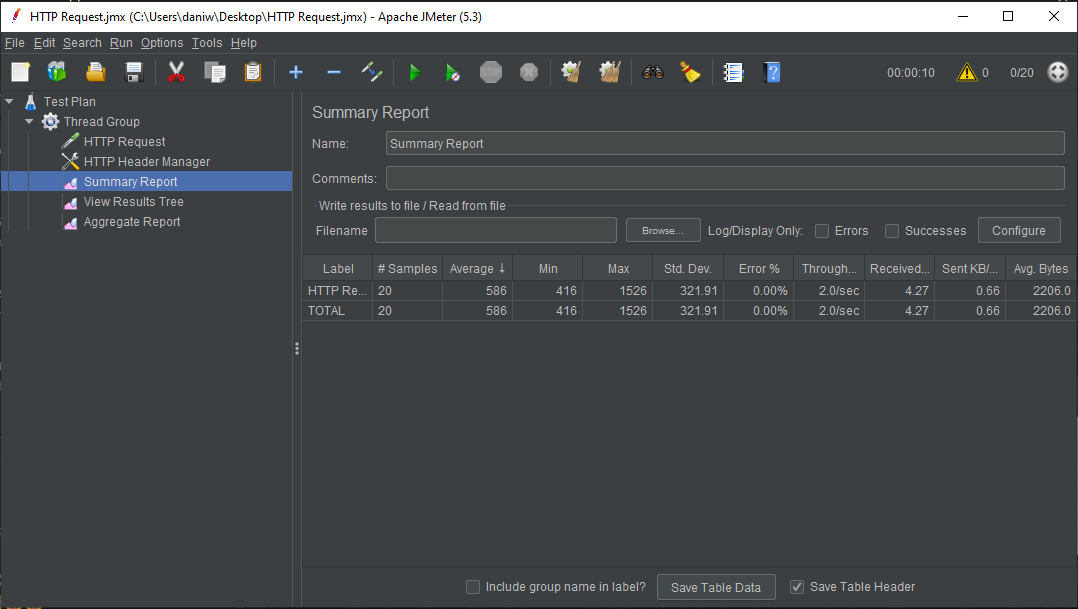 HTTP Request.jmx (C:\Users\daniw\Desktop\HTTP Request.jmx) - Apache JMeter (5.3)
File Edit Search Run Options Tools Help
STOP 00:00:10 0 0/20
Test Plan
Thread Group
HTTP Request
HTTP Header Manager
Summary Report
View Results Tree
Aggregate Report
Summary Report
Name: Summary Report
Comments:
Write results to file / Read from file
Filename Browse... Log/Display Only: Errors Successes Configure
Label # Samples Average ↓ Min Max Std. Dev. Error % Through... Received... Sent KB/... Avg. Bytes
HTTP Re... 20 586 416 1526 321.91 0.00% 2.0/sec 4.27 0.66 2206.0
TOTAL 20 586 416 1526 321.91 0.00% 2.0/sec 4.27 0.66 2206.0
Include group name in label? Save Table Data Save Table Header